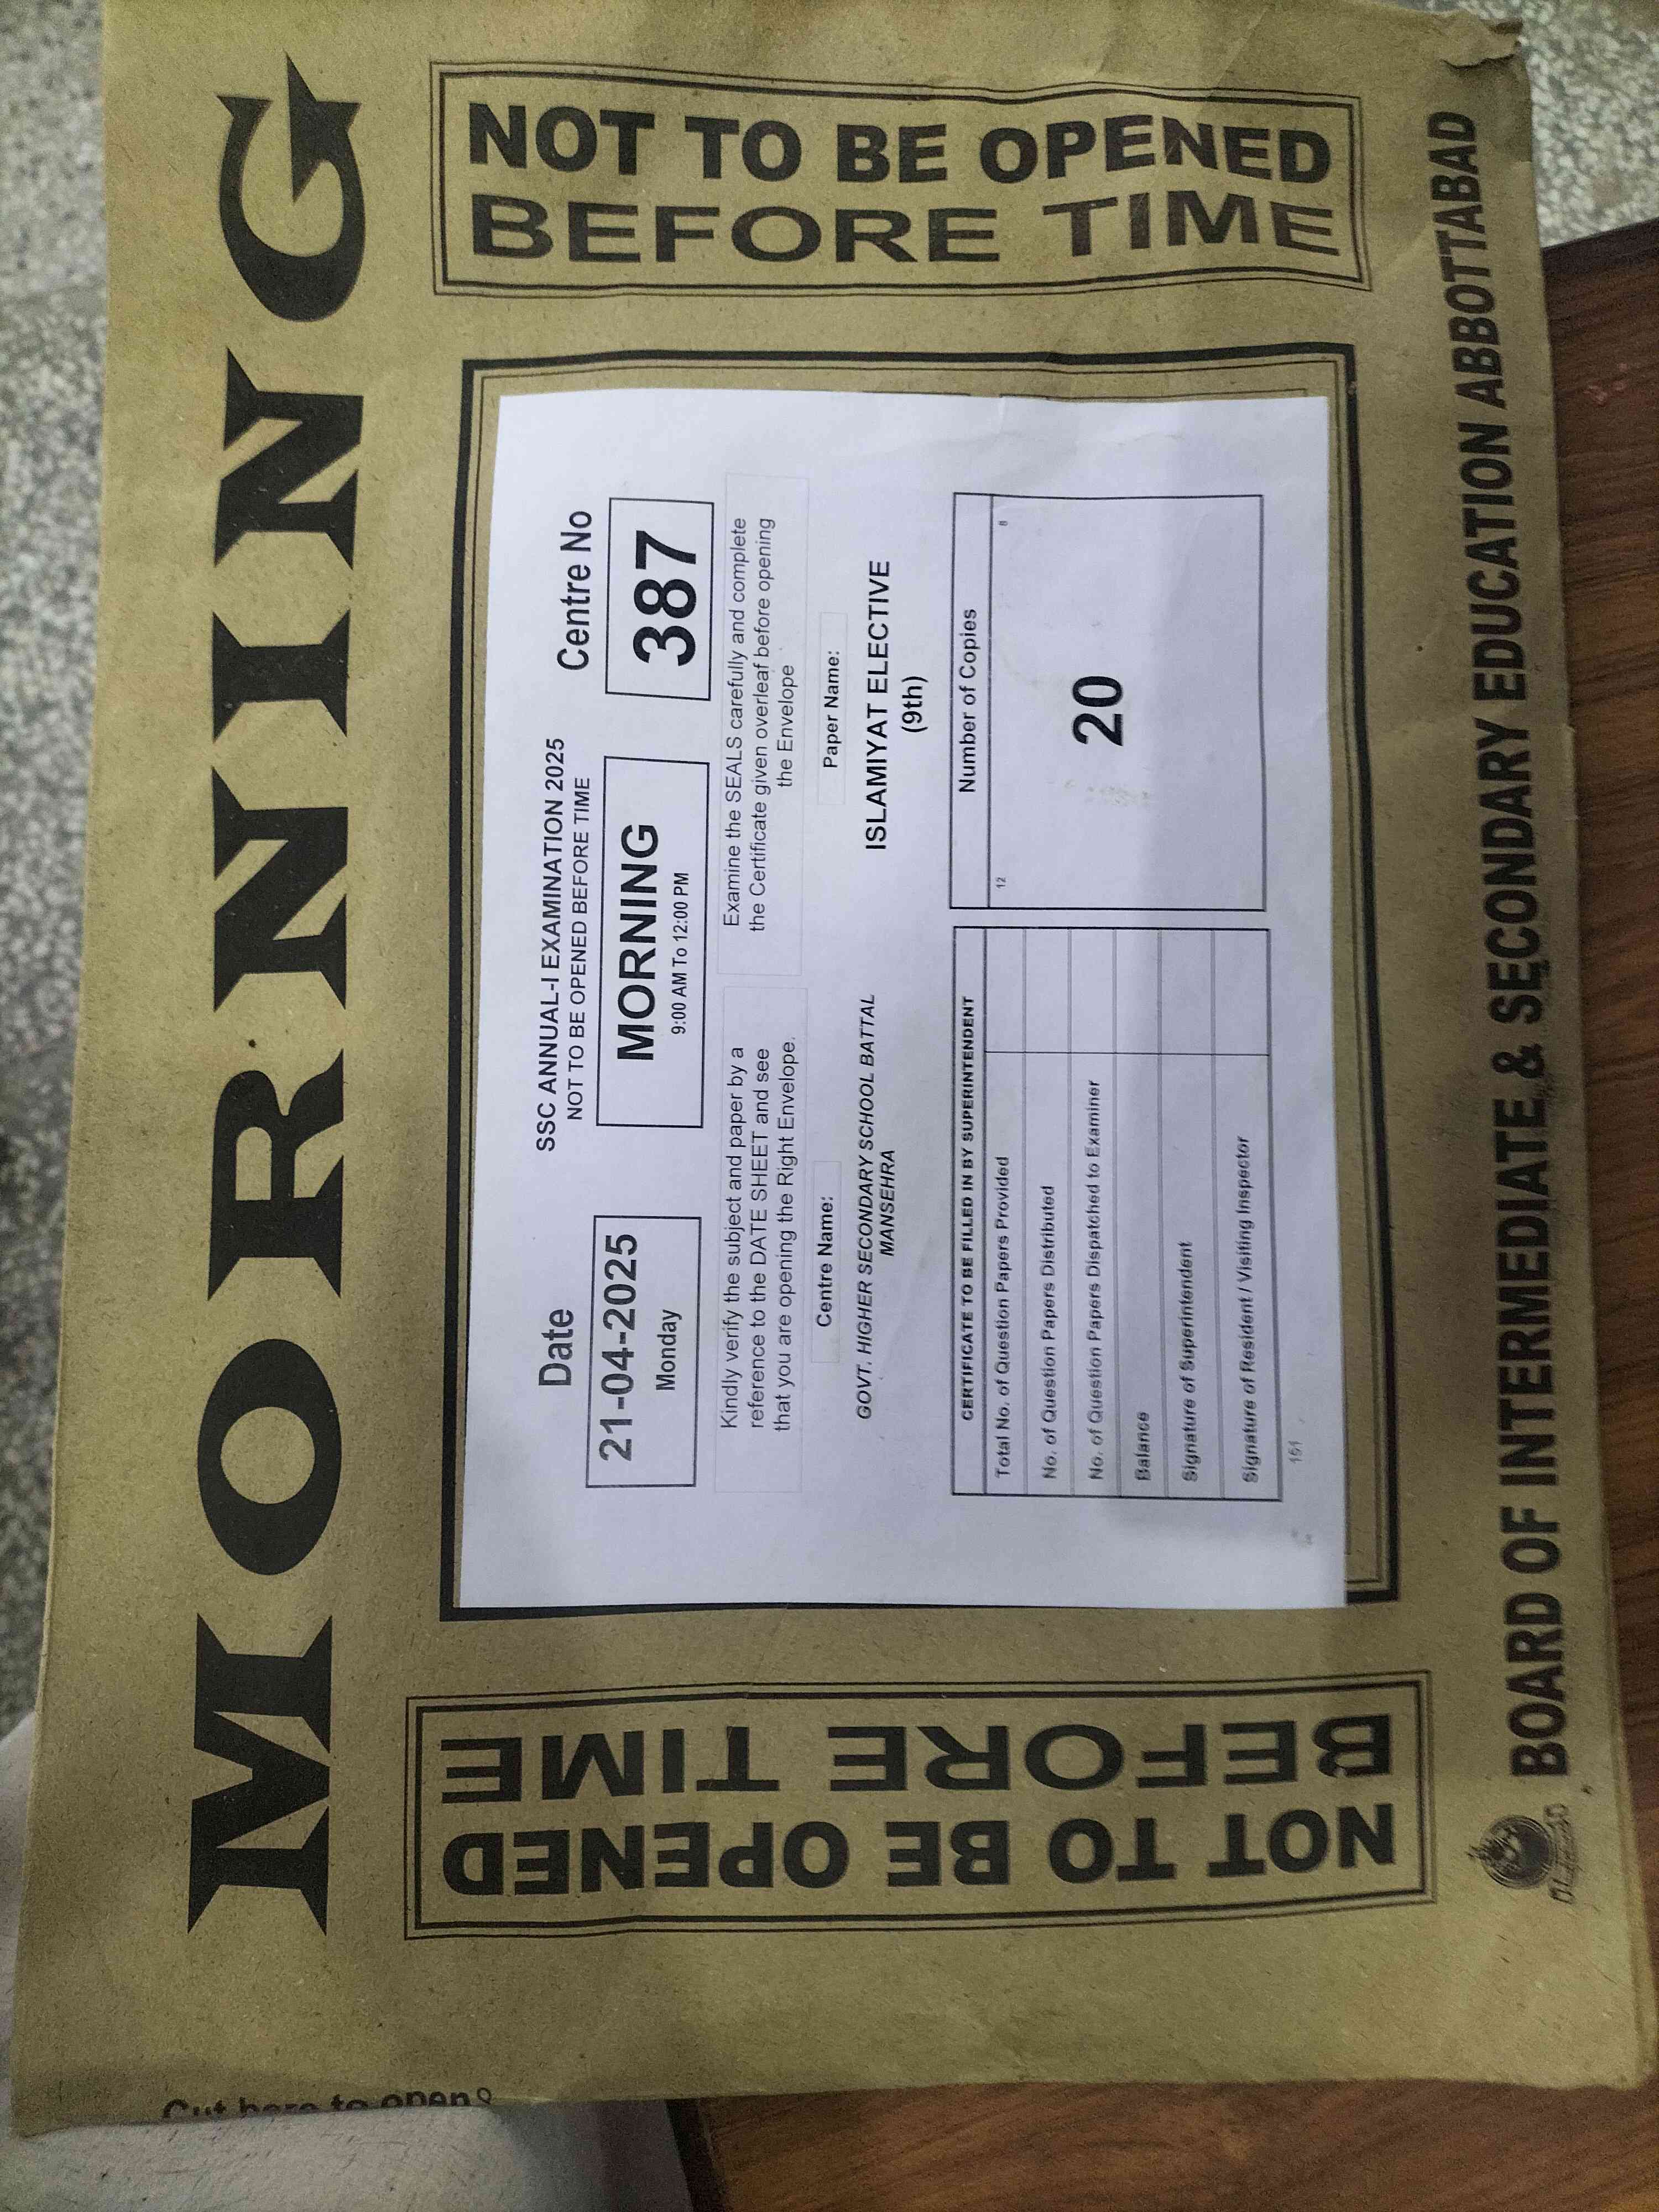 MORNING
NOT TO BE OPENED
BEFORE TIME
Date
21-04-2025
Monday
SSC ANNUAL-I EXAMINATION 2025
NOT TO BE OPENED BEFORE TIME
MORNING
9:00 AM To 12:00 PM
Centre No
387
Kindly verify the subject and paper by a
reference to the DATE SHEET and see
that you are opening the Right Envelope.
Examine the SEALS carefully and complete
the Certificate given overleaf before opening
the Envelope
Centre Name:
GOVT. HIGHER SECONDARY SCHOOL BATTAL
MANSEHRA
Paper Name:
ISLAMIYAT ELECTIVE
(9th)
CERTIFICATE TO BE FILLED IN BY SUPERINTENDENT
Total No. of Question Papers Provided
No. of Question Papers Distributed
No. of Question Papers Dispatched to Examiner
Balance
Signature of Superintendent
Signature of Resident / Visiting Inspector
Number of Copies
12
8
20
151
NOT TO BE OPENED
BEFORE TIME
BOARD OF INTERMEDIATE & SECONDARY EDUCATION ABBOTTABAD
Cut here to open